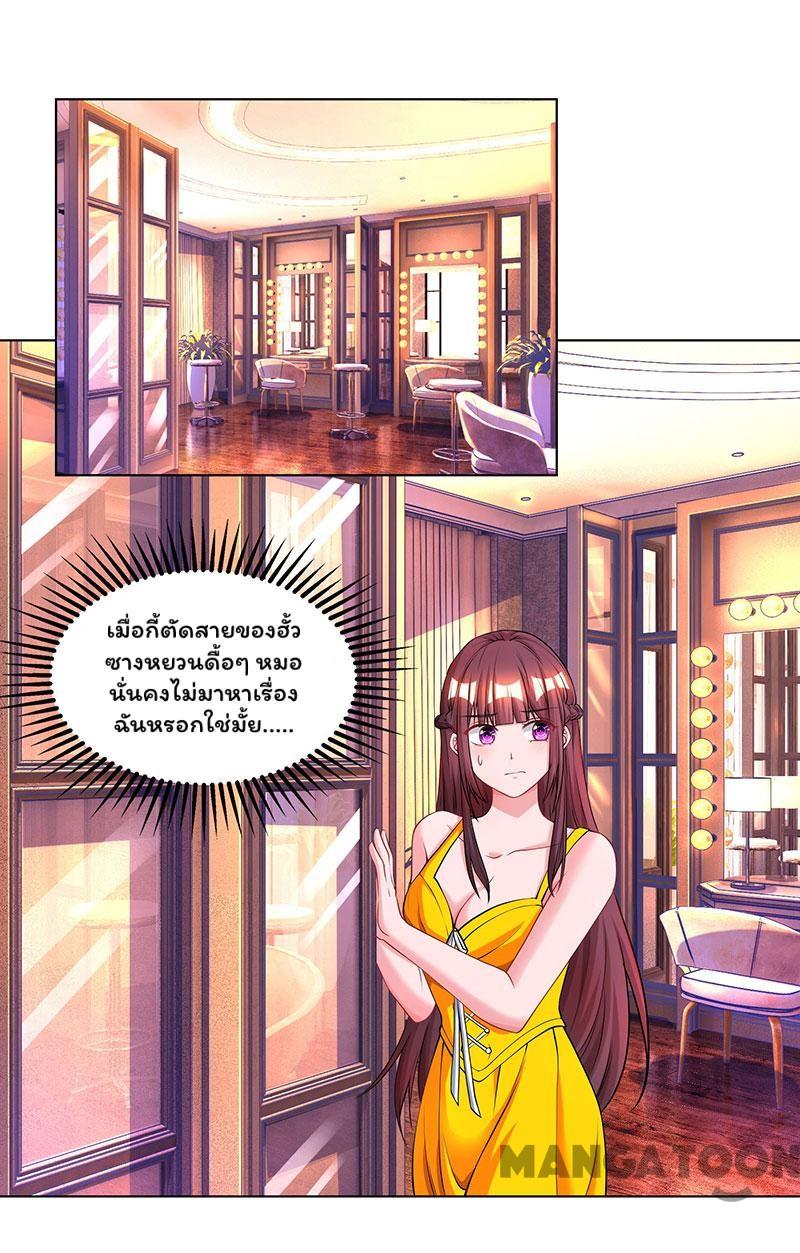 เมื่อกี้ตัดสายของฮั้ว
ซางหยวนดื้อๆ หมอ
นั่นคงไม่มาหาเรื่อง
ฉันหรอกใช่มั้ย.....
MANGATOON